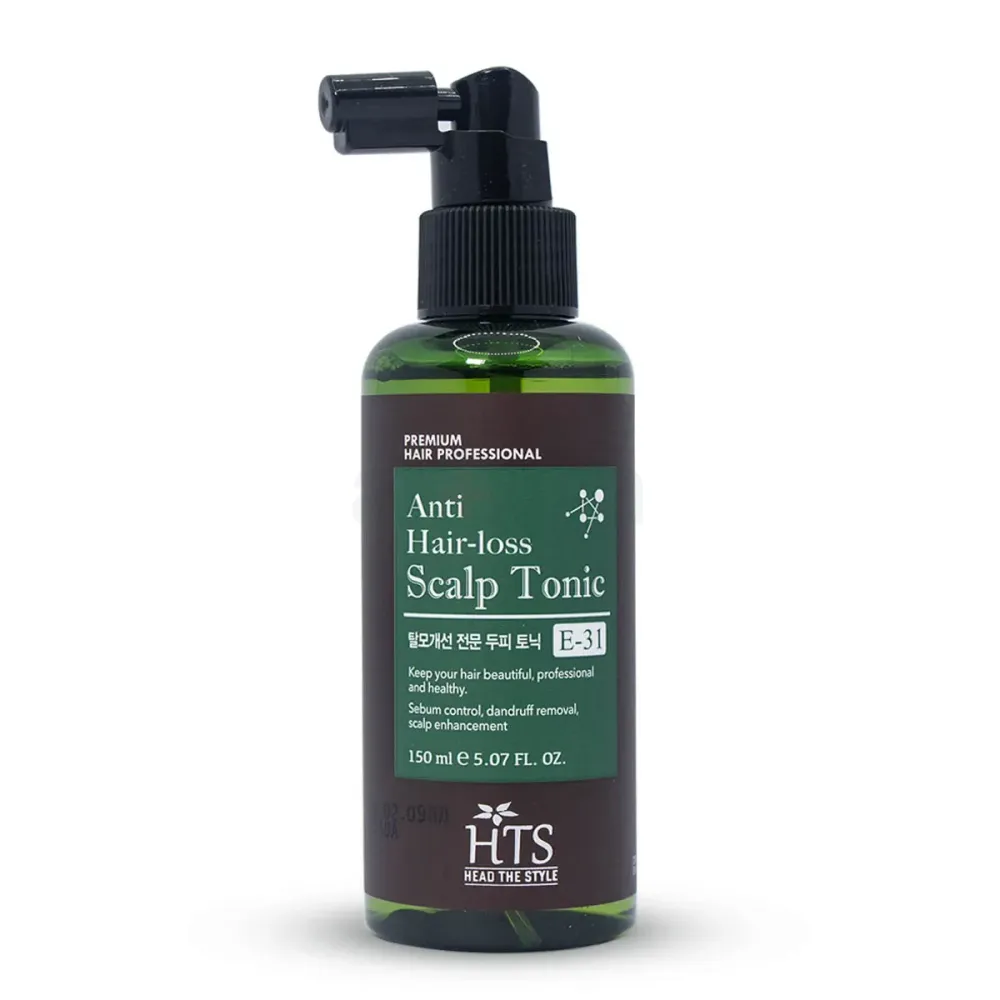 PREMIUM
HAIR PROFESSIONAL
Anti
Hair-loss
Scalp Tonic
탈모개선 전문 두피 토닉 E-31
Keep your hair beautiful, professional
and healthy.
Sebum control, dandruff removal,
scalp enhancement
150 ml e 5.07 FL. OZ.
HTS
HEAD THE STYLE